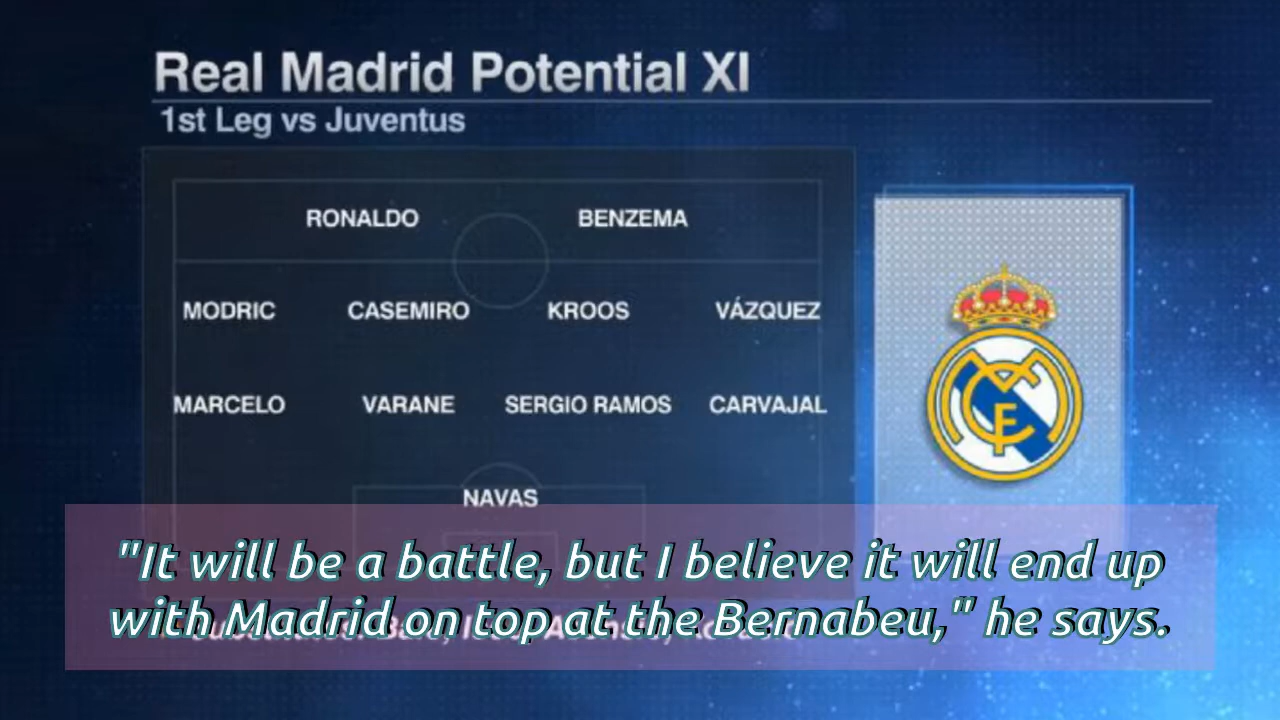 Real Madrid Potential XI
1st Leg vs Juventus
RONALDO BENZEMA
MODRIC CASEMIRO KROOS VÁZQUEZ
MARCELO VARANE SERGIO RAMOS CARVAJAL
NAVAS
"It will be a battle, but I believe it will end up
with Madrid on top at the Bernabeu," he says.